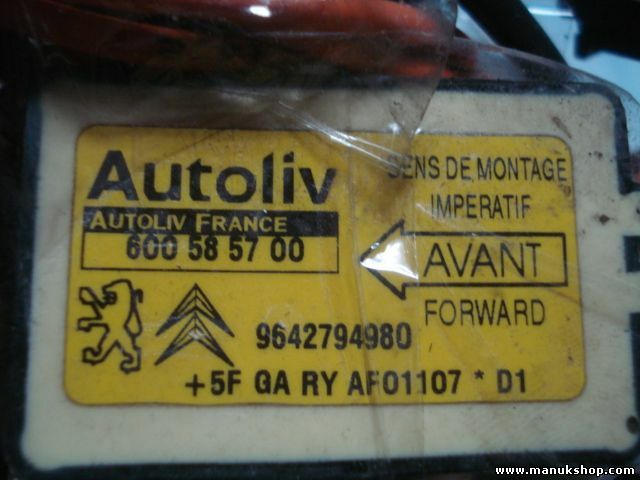 Autoliv
AUTOLIV FRANCE
600 58 57 00
SENS DE MONTAGE
IMPERATIF
AVANT
FORWARD
9642794980
+5F GA RY AF01107 * D1
www.manukshop.com